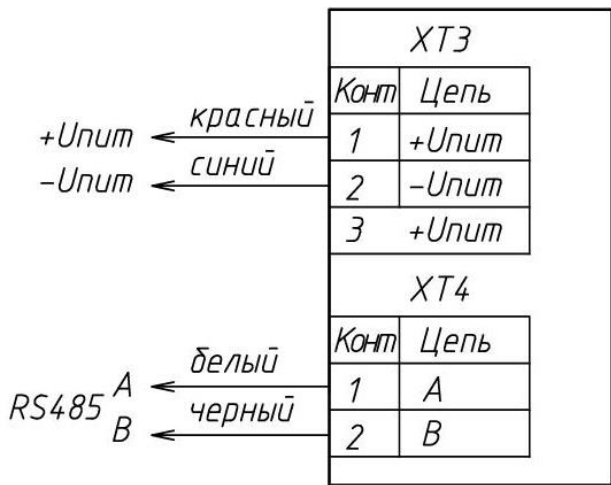 XT3
Конт Цепь
красный
+Uпит 1 +Uпит
синий
-Uпит 2 -Uпит
3 +Uпит
XT4
Конт Цепь
белый
RS485 A 1 A
черный
B 2 B